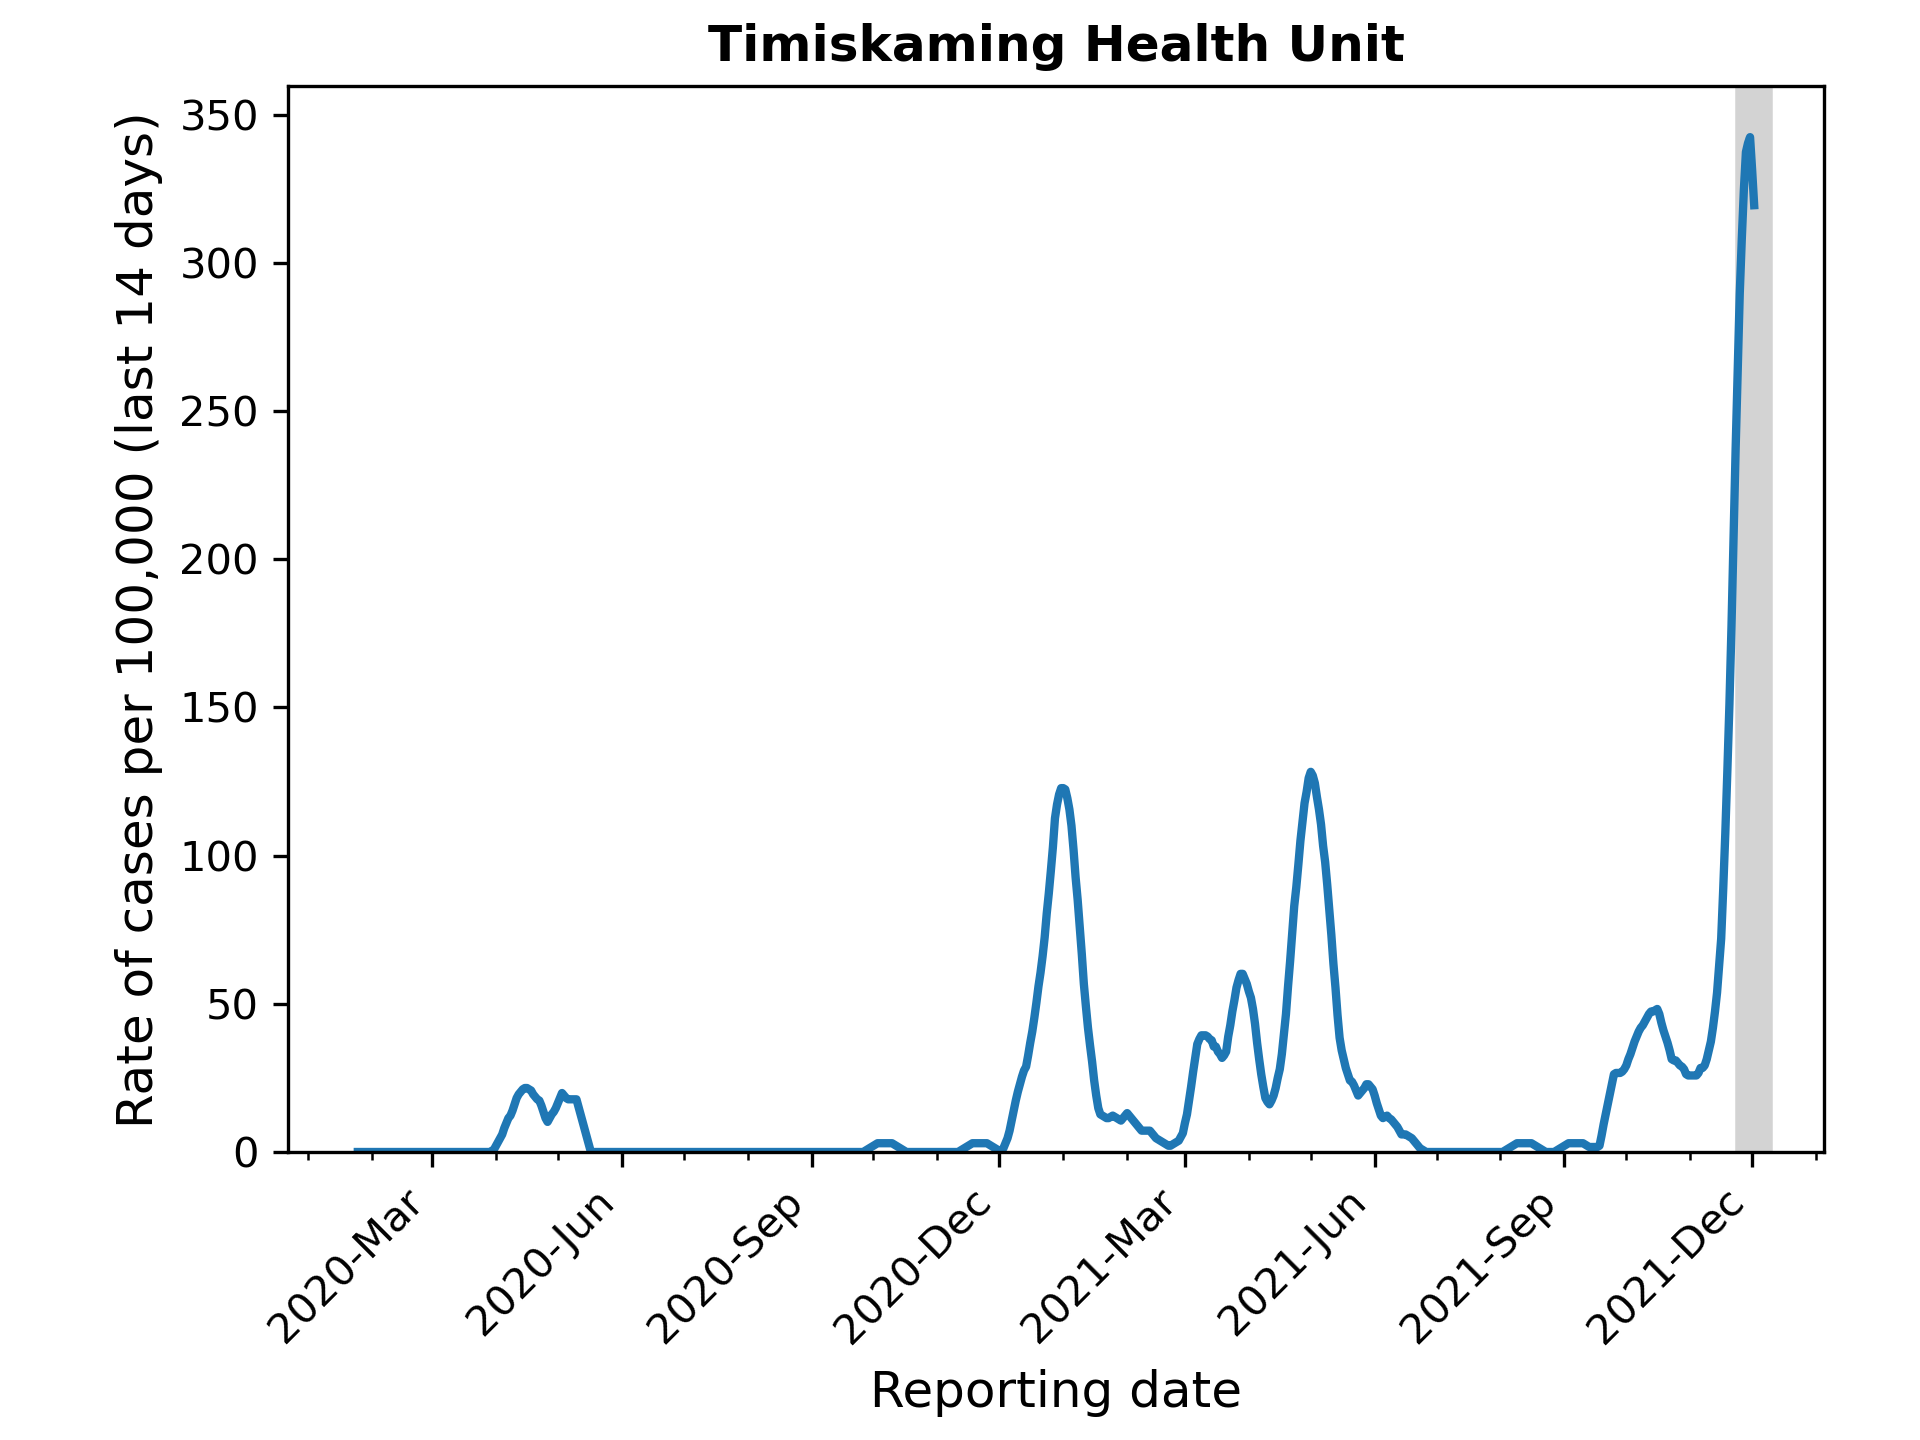 Timiskaming Health Unit
Rate of cases per 100,000 (last 14 days)
350
300
250
200
150
100
50
0
2020-Mar
2020-Jun
2020-Sep
2020-Dec
2021-Mar
2021-Jun
2021-Sep
2021-Dec
Reporting date